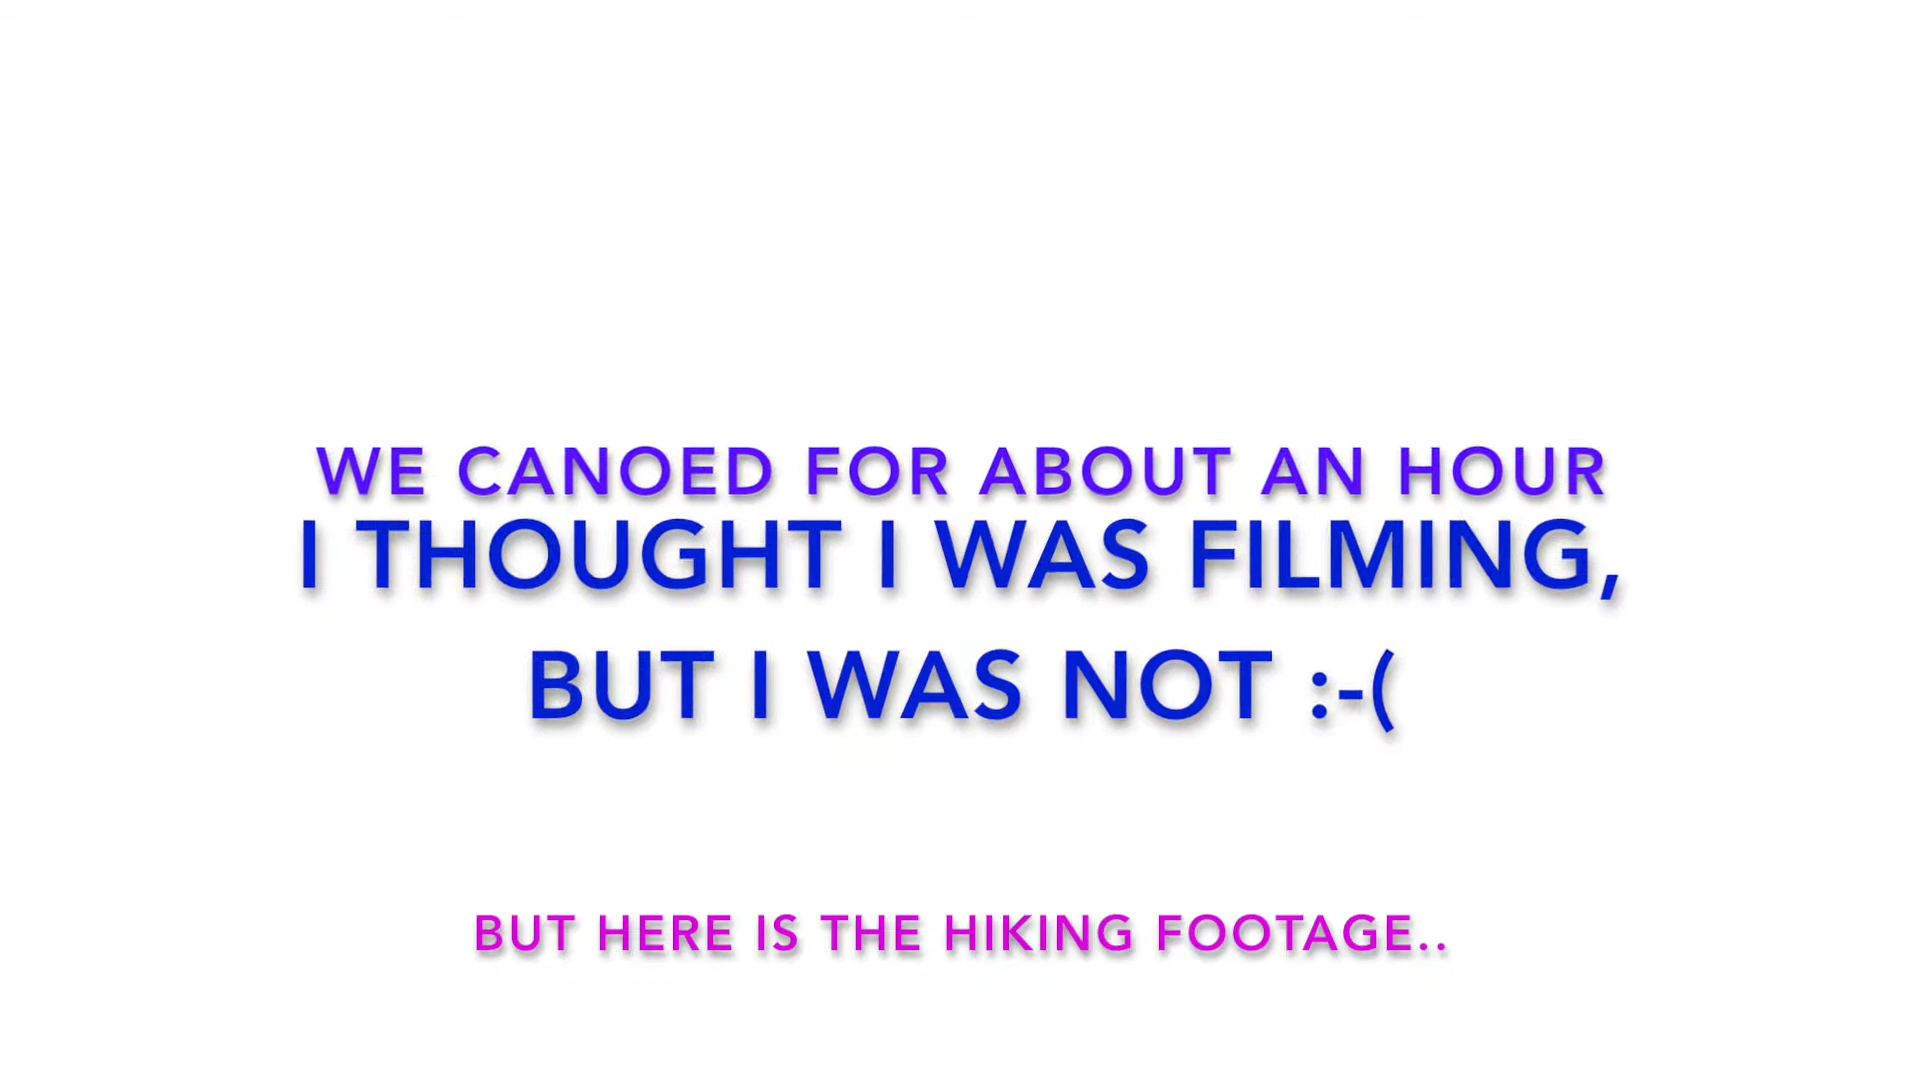 WE CANOED FOR ABOUT AN HOUR
I THOUGHT I WAS FILMING,
BUT I WAS NOT :-(
BUT HERE IS THE HIKING FOOTAGE..